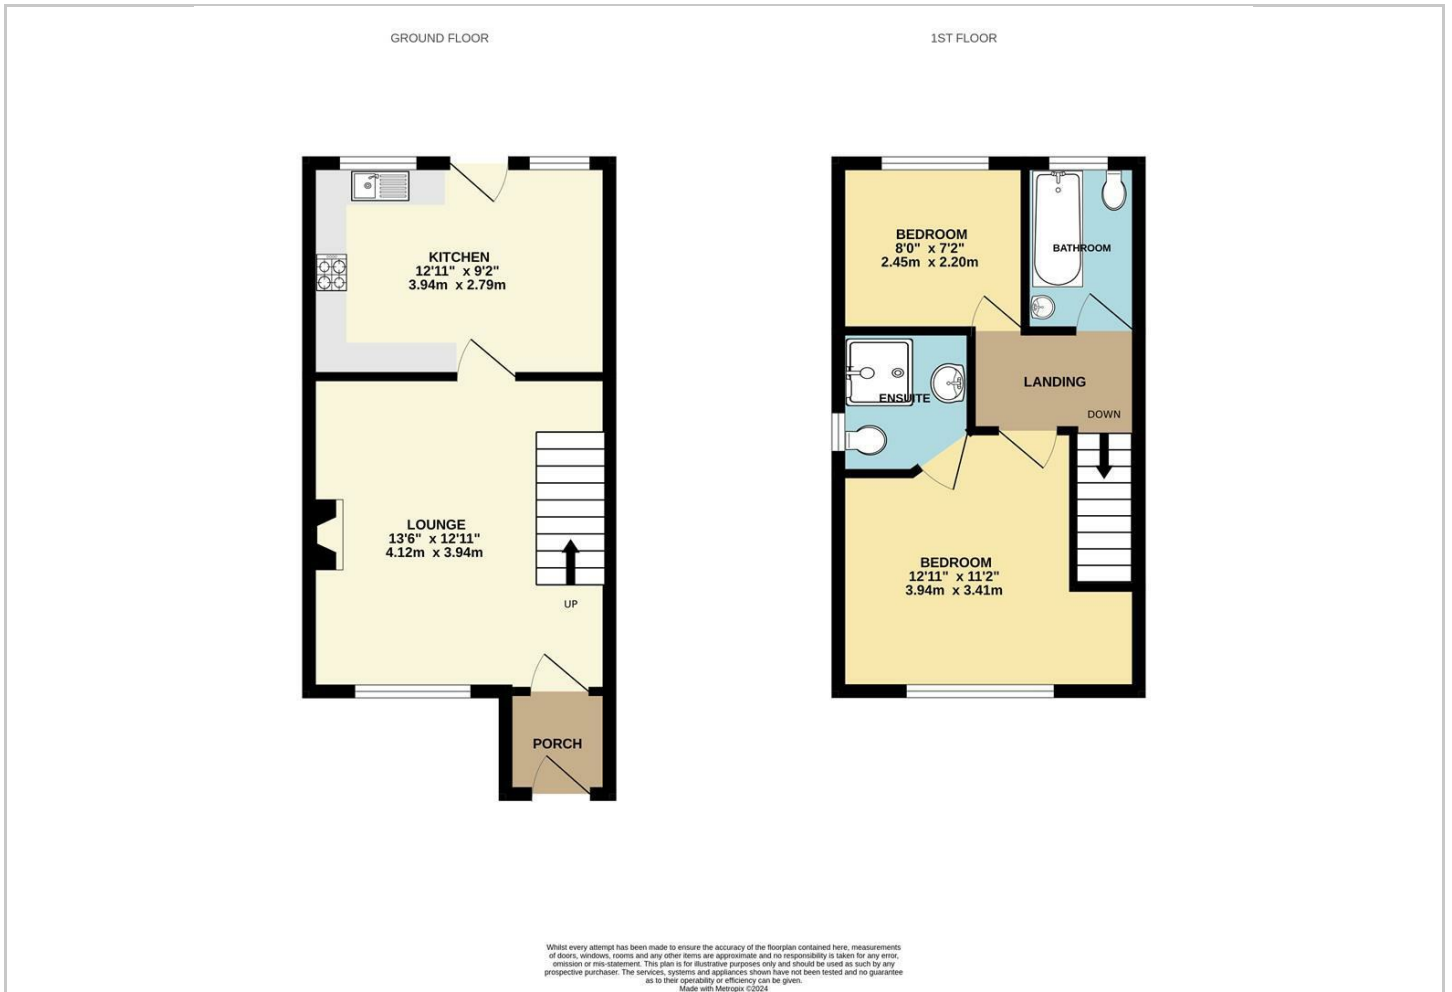 GROUND FLOOR
KITCHEN
12'11" x 9'2"
3.94m x 2.79m
LOUNGE
13'6" x 12'11"
4.12m x 3.94m
UP
PORCH
1ST FLOOR
BEDROOM
8'0" x 7'2"
2.45m x 2.20m
BATHROOM
LANDING
ENSUITE
DOWN
BEDROOM
12'11" x 11'2"
3.94m x 3.41m
Whilst every attempt has been made to ensure the accuracy of the floorplan contained here, measurements
of doors, windows, rooms and any other items are approximate and no responsibility is taken for any error,
omission or mis-statement. This plan is for illustrative purposes only and should be used as such by any
prospective purchaser. The services, systems and appliances shown have not been tested and no guarantee
as to their operability or efficiency can be given.
Made with Metropix ©2024